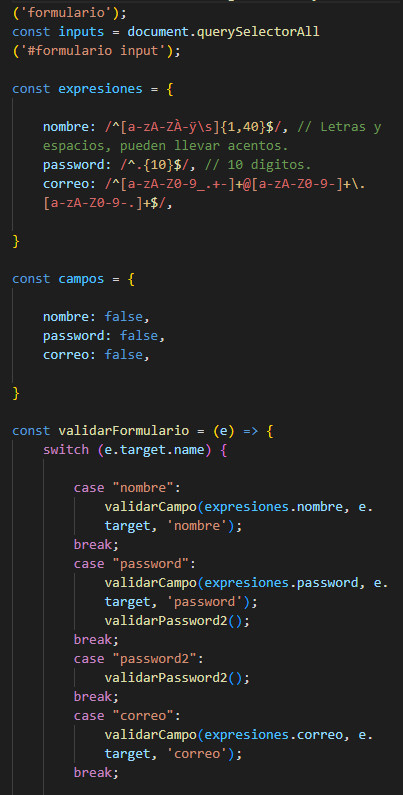 ('formulario');
const inputs = document.querySelectorAll
('#formulario input');
const expresiones = {
nombre: /^[a-zA-ZÀ-ÿ\s]{1,40}$/, // Letras y
espacios, pueden llevar acentos.
password: /^.{10}$/, // 10 digitos.
correo: /^[a-zA-Z0-9_.+-]+@[a-zA-Z0-9-]+\.
[a-zA-Z0-9-.]+$/,
}
const campos = {
nombre: false,
password: false,
correo: false,
}
const validarFormulario = (e) => {
switch (e.target.name) {
case "nombre":
validarCampo(expresiones.nombre, e.
target, 'nombre');
break;
case "password":
validarCampo(expresiones.password, e.
target, 'password');
validarPassword2();
break;
case "password2":
validarPassword2();
break;
case "correo":
validarCampo(expresiones.correo, e.
target, 'correo');
break;